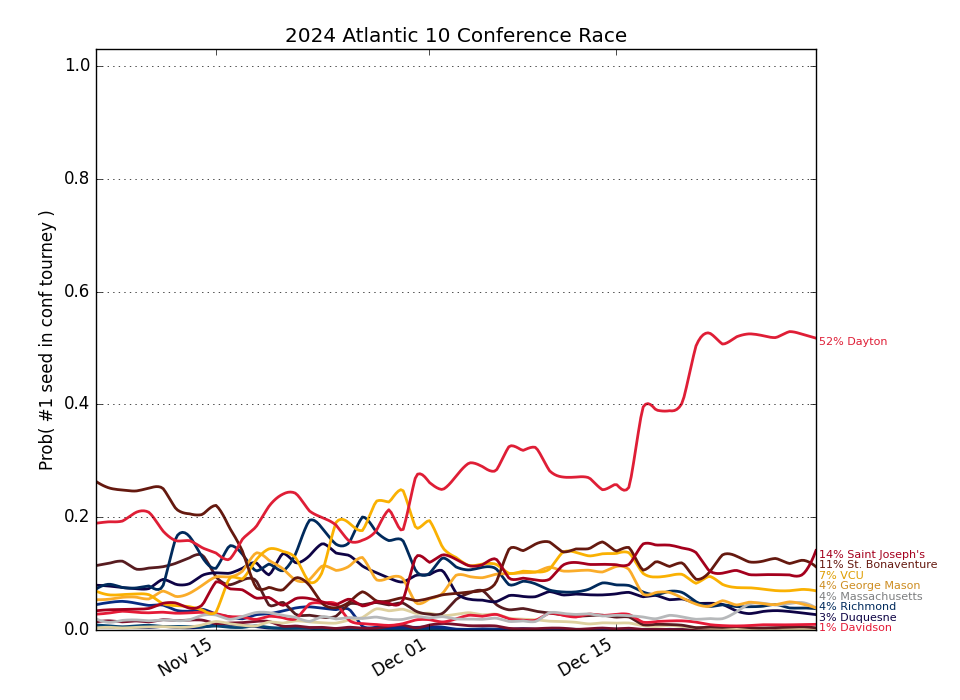 2024 Atlantic 10 Conference Race
Prob( #1 seed in conf tourney )
1.0
0.8
0.6
0.4
0.2
0.0
Nov 15
Dec 01
Dec 15
52% Dayton
14% Saint Joseph's
11% St. Bonaventure
7% VCU
4% George Mason
4% Massachusetts
4% Richmond
3% Duquesne
1% Davidson